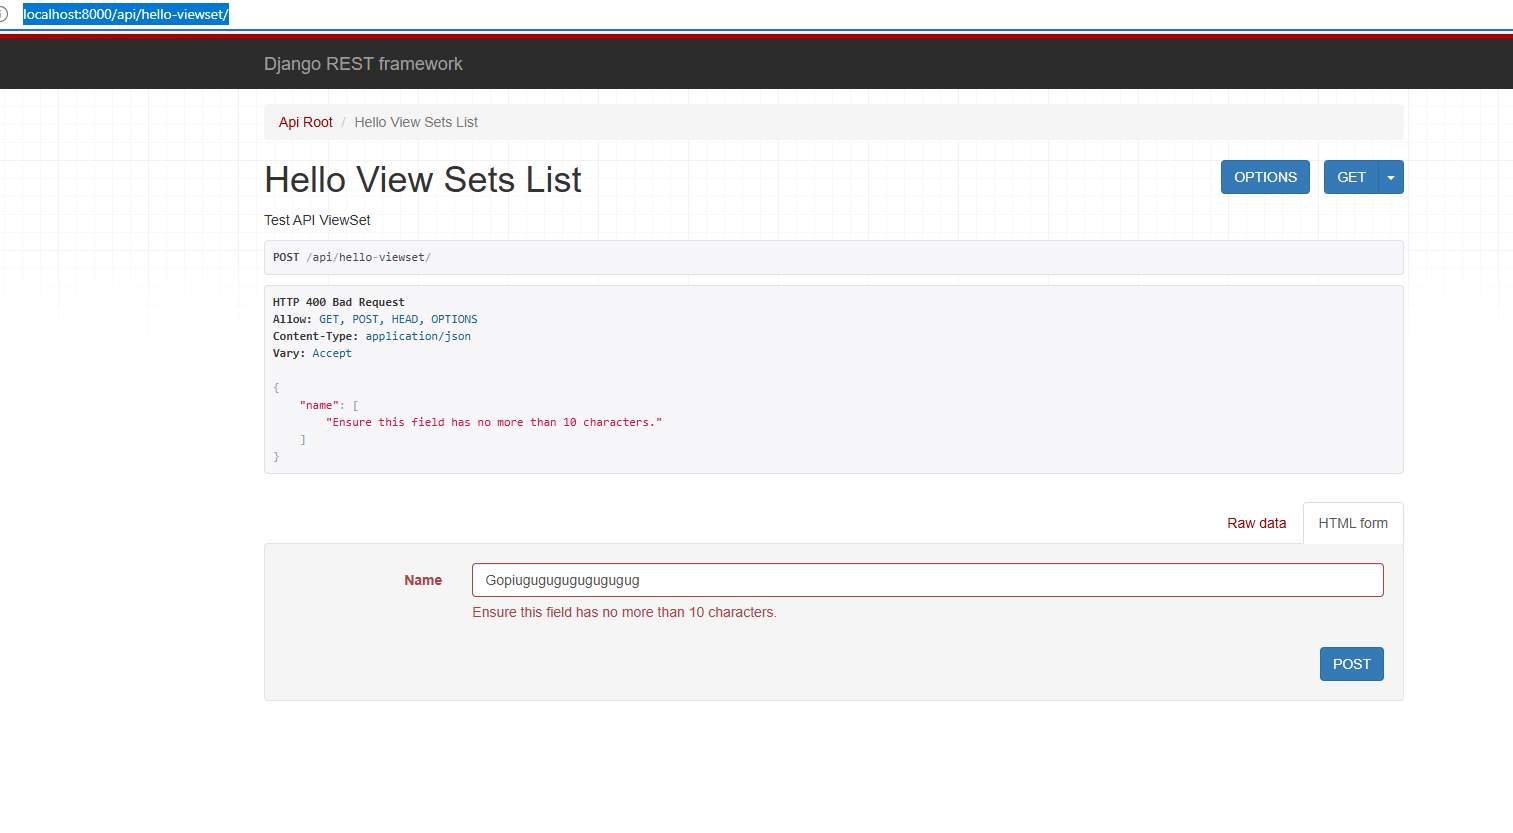 localhost:8000/api/hello-viewset/
Django REST framework
Api Root / Hello View Sets List
Hello View Sets List
OPTIONS GET
Test API ViewSet
POST /api/hello-viewset/
HTTP 400 Bad Request
Allow: GET, POST, HEAD, OPTIONS
Content-Type: application/json
Vary: Accept
{
"name": [
"Ensure this field has no more than 10 characters."
]
}
Raw data HTML form
Name Gopiugugugugugugugug
Ensure this field has no more than 10 characters.
POST